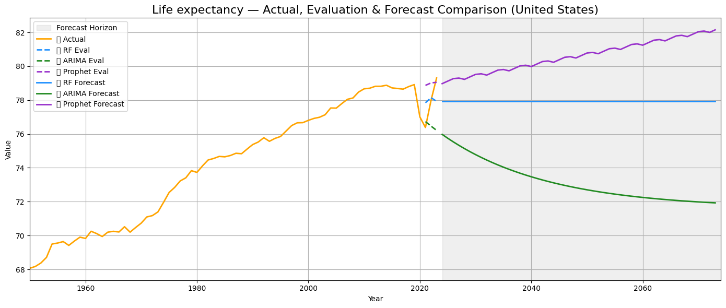 Life expectancy — Actual, Evaluation & Forecast Comparison (United States)
Forecast Horizon
Actual
RF Eval
ARIMA Eval
Prophet Eval
RF Forecast
ARIMA Forecast
Prophet Forecast
Value
82
80
78
76
74
72
70
68
1960
1980
2000
2020
2040
2060
Year